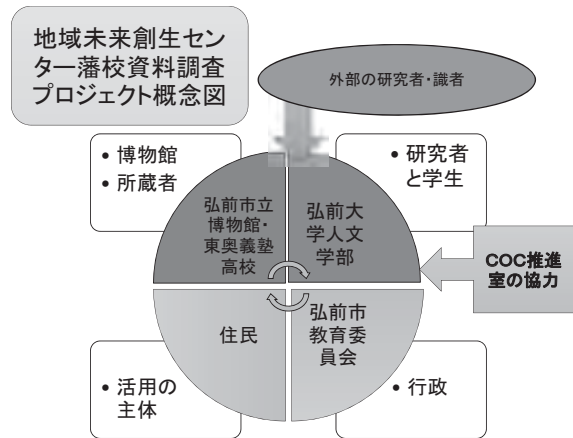 地域未来創生セン
ター藩校資料調査
プロジェクト概念図
外部の研究者・識者
• 博物館
• 所蔵者
• 研究者
と学生
弘前市立
博物館・
東奥義塾
高校
弘前大
学人文
学部
COC推進
室の協力
住民
弘前市
教育委
員会
• 活用の
主体
• 行政